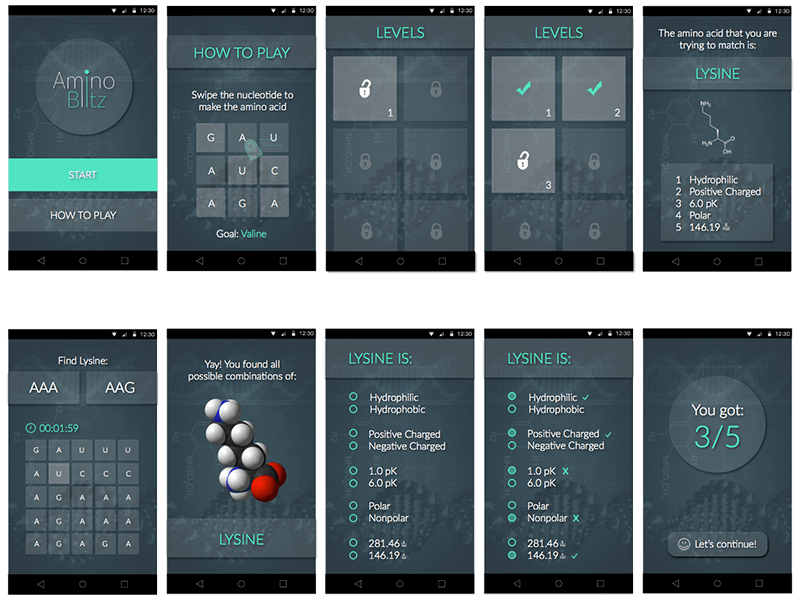 12:30
Amino
Blitz
START
HOW TO PLAY
12:30
HOW TO PLAY
Swipe the nucleotide to
make the amino acid
G A U
A U C
A G A
Goal: Valine
12:30
LEVELS
1
12:30
LEVELS
1
2
3
12:30
The amino acid that you are
trying to match is:
LYSINE
NH₂
H₂N
O
OH
1 Hydrophilic
2 Positive Charged
3 6.0 pK
4 Polar
5 146.19
12:30
Find Lysine:
AAA AAG
00:01:59
G A U U U
A U C C C
A G A A A
A G A A A
A G A G A
12:30
Yay! You found all
possible combinations of:
LYSINE
12:30
LYSINE IS:
Hydrophilic
Hydrophobic
Positive Charged
Negative Charged
1.0 pK
6.0 pK
Polar
Nonpolar
281.46
146.19
12:30
LYSINE IS:
Hydrophilic
Hydrophobic
Positive Charged
Negative Charged
1.0 pK X
6.0 pK
Polar
Nonpolar X
281.46
146.19
12:30
You got:
3/5
Let's continue!